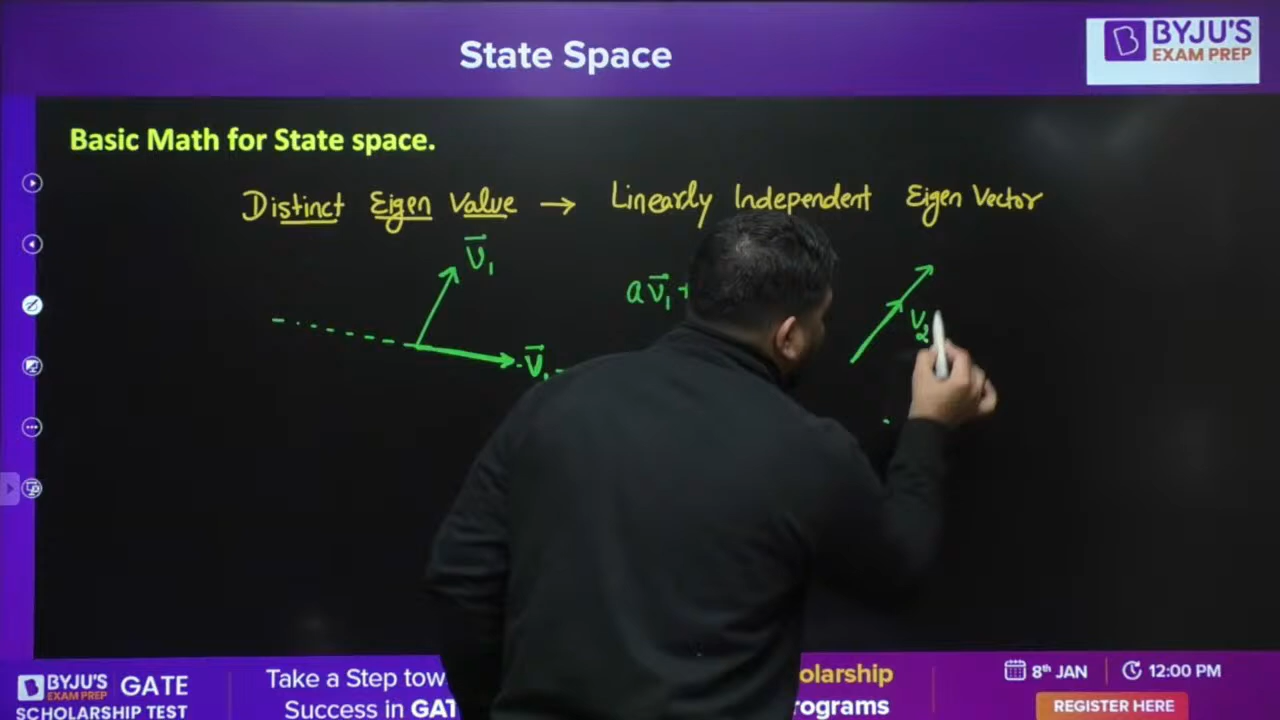 State Space
BYJU'S
EXAM PREP
Basic Math for State space.
Distinct Eigen Value → Linearly Independent Eigen Vector
V₁
aV₁ +
V₂
BYJU'S
EXAM PREP
GATE
SCHOLARSHIP TEST
Take a Step tow
Success in GAT
olarship
rograms
8th JAN
12:00 PM
REGISTER HERE